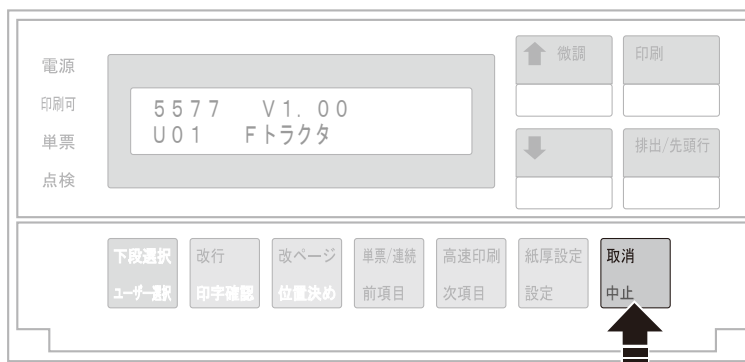 電源
印刷可
単票
点検
5577 V1.00
U01 Fトラクタ
微調
印刷
排出/先頭行
下段選択
ユーザー選択
改行
印字確認
改ページ
位置決め
単票/連続
前項目
高速印刷
次項目
紙厚設定
設定
取消
中止